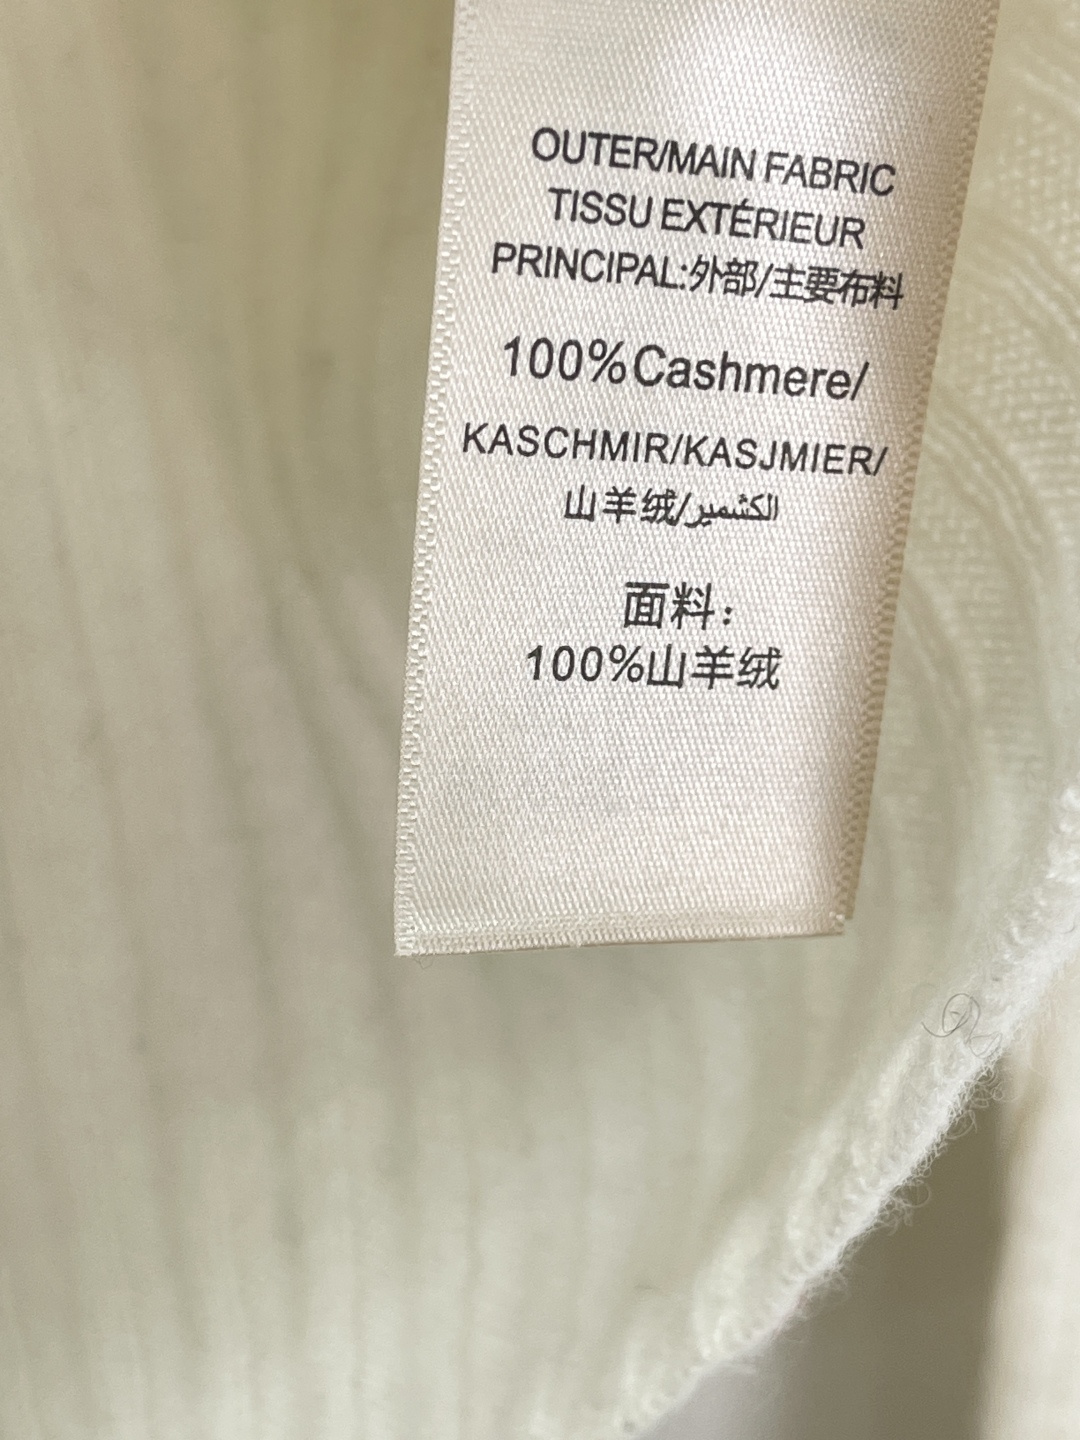 OUTER/MAIN FABRIC
TISSU EXTÉRIEUR
PRINCIPAL:外部/主要布料
100%Cashmere/
KASCHMIR/KASJMIER/
山羊绒/الكشمير
面料：
100%山羊绒